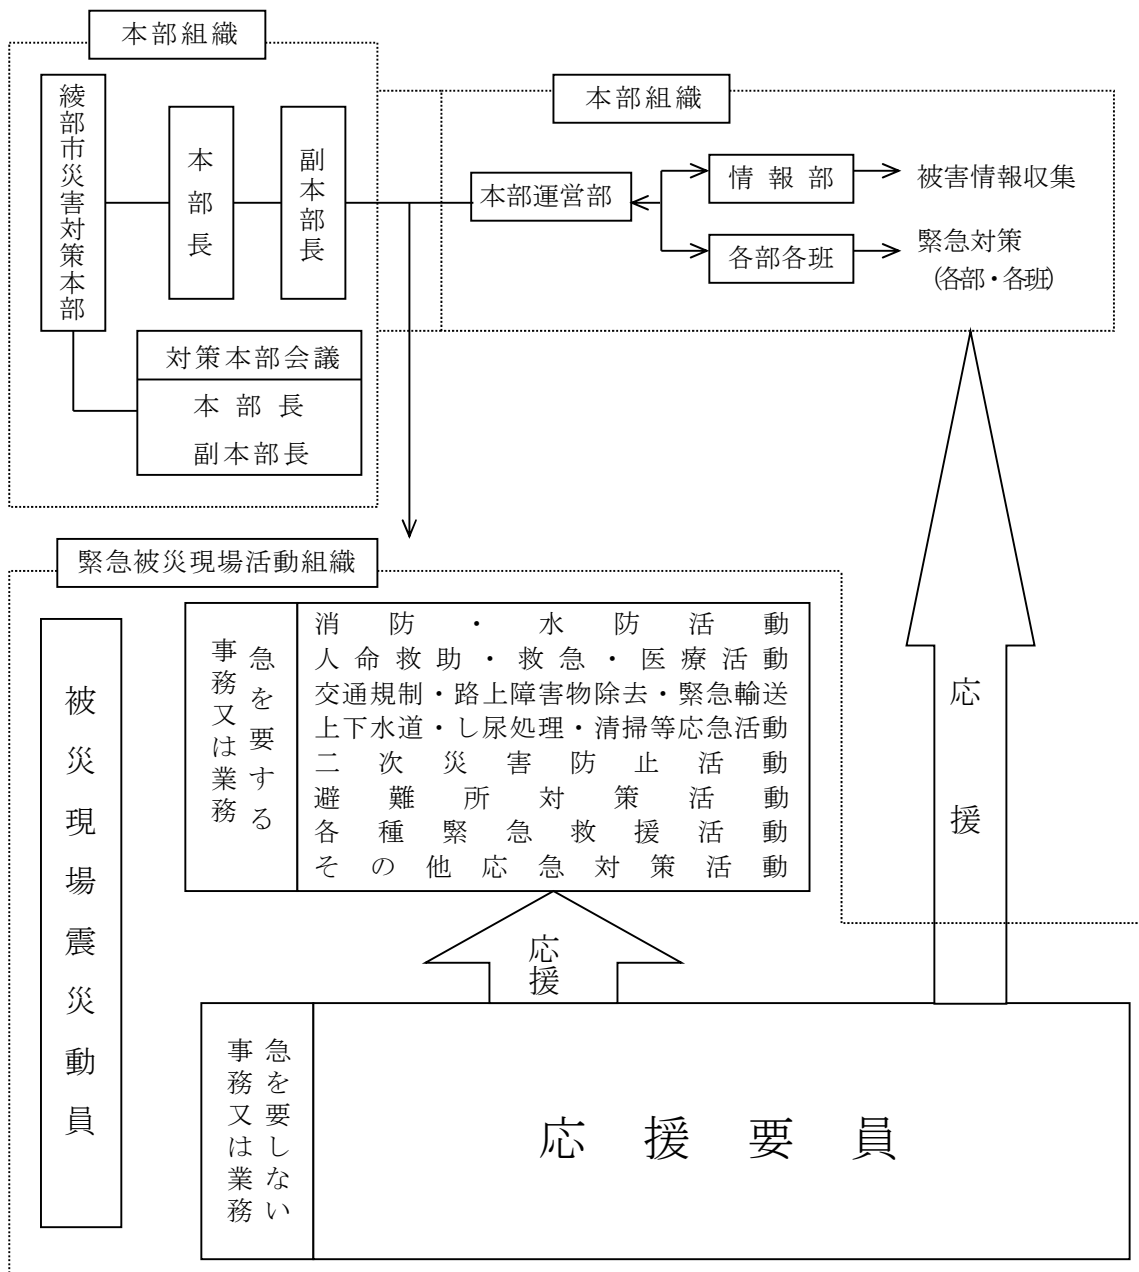 本部組織
綾部市災害対策本部
本部長
副本部長
対策本部会議
本部長
副本部長
本部組織
本部運営部
情報部
被害情報収集
各部各班
緊急対策
(各部・各班)
緊急被災現場活動組織
被災現場震災動員
急を要する
事務又は業務
消防・水防活動
人命救助・救急・医療活動
交通規制・路上障害物除去・緊急輸送
上下水道・し尿処理・清掃等応急活動
二次災害防止活動
避難所対策活動
各種緊急救援活動
その他応急対策活動
応援
応援
急を要しない
事務又は業務
応援要員